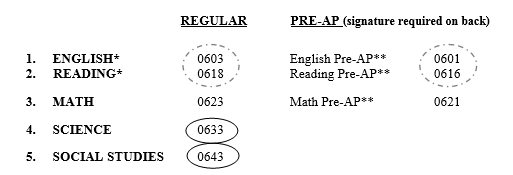 REGULAR PRE-AP (signature required on back)
1. ENGLISH* 0603 English Pre-AP** 0601
2. READING* 0618 Reading Pre-AP** 0616
3. MATH 0623 Math Pre-AP** 0621
4. SCIENCE 0633
5. SOCIAL STUDIES 0643